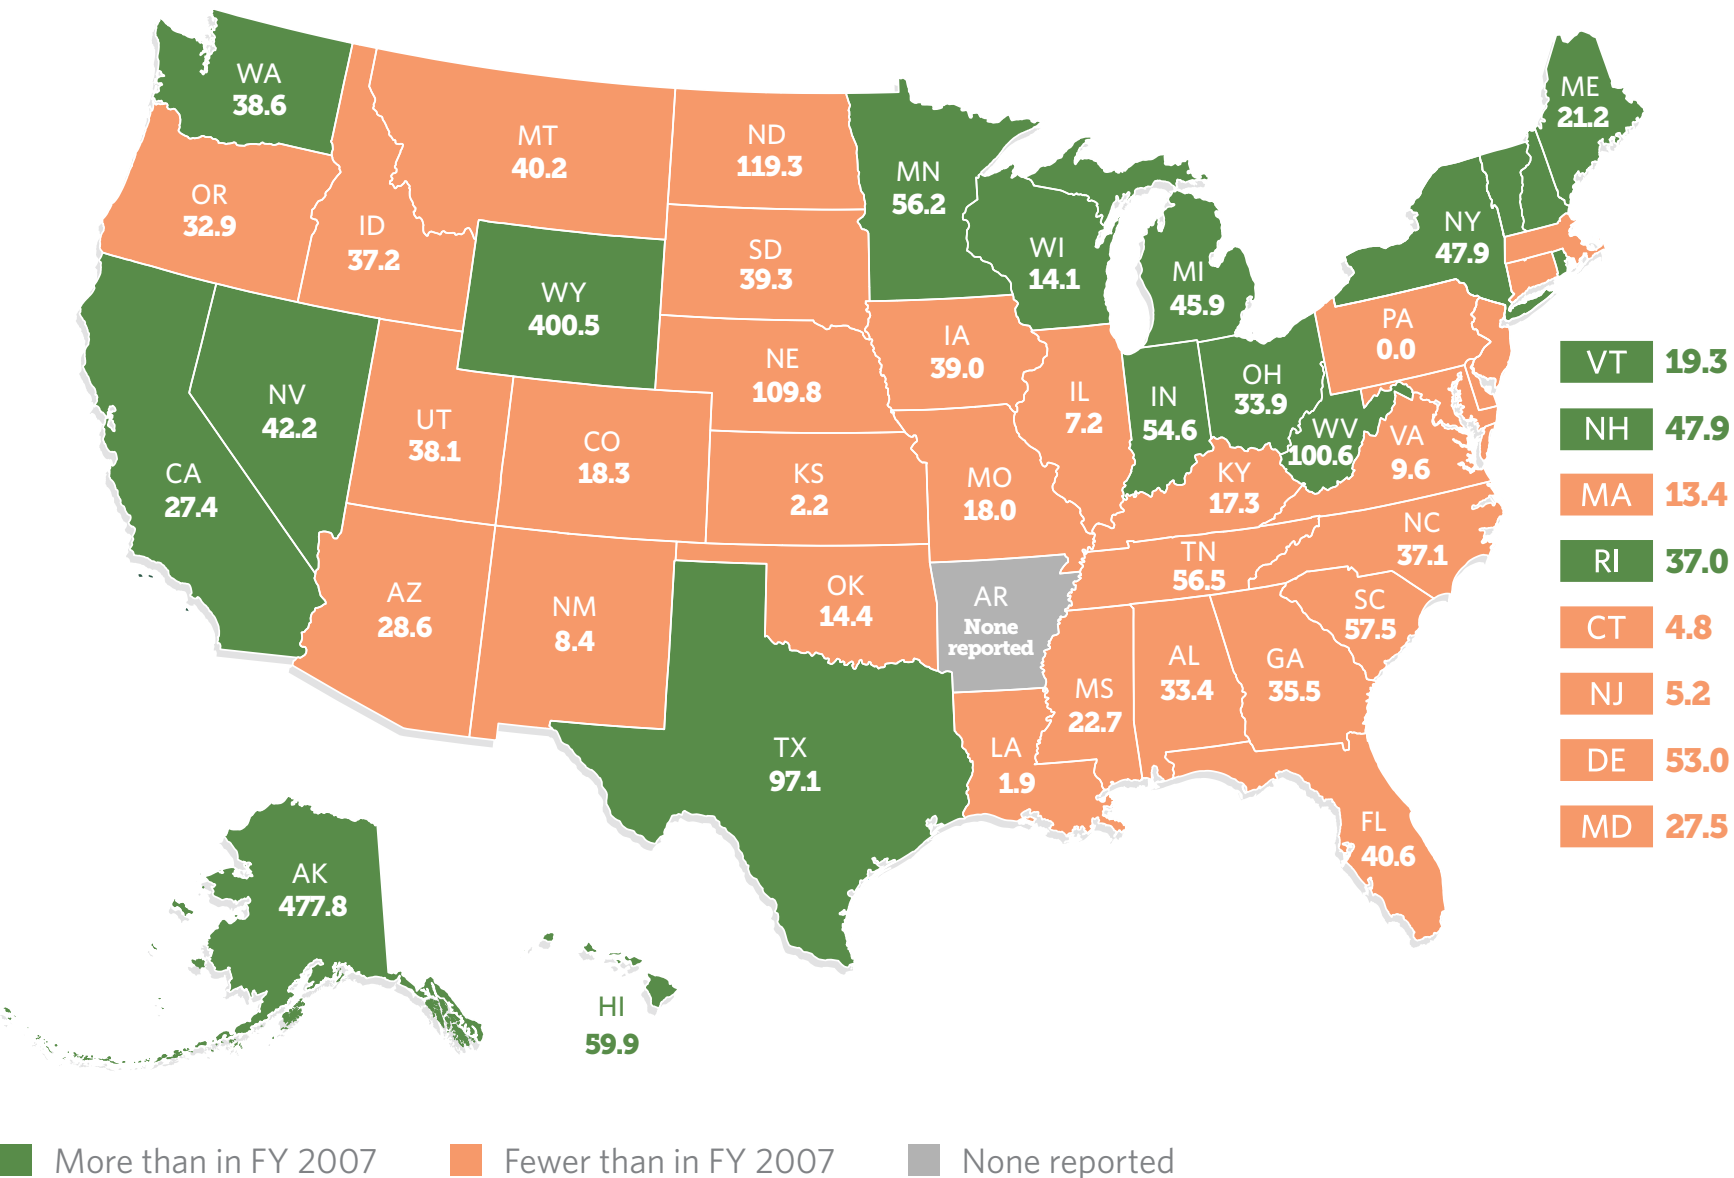 WA
38.6
MT
40.2
ND
119.3
MN
56.2
ME
21.2
OR
32.9
ID
37.2
SD
39.3
WI
14.1
MI
45.9
NY
47.9
WY
400.5
NE
109.8
IA
39.0
PA
0.0
NV
42.2
UT
38.1
CO
18.3
IL
7.2
IN
54.6
OH
33.9
WV
100.6
VA
9.6
CA
27.4
KS
2.2
MO
18.0
KY
17.3
NC
37.1
AZ
28.6
NM
8.4
OK
14.4
AR
None
reported
TN
56.5
SC
57.5
TX
97.1
LA
1.9
MS
22.7
AL
33.4
GA
35.5
FL
40.6
AK
477.8
HI
59.9
VT 19.3
NH 47.9
MA 13.4
RI 37.0
CT 4.8
NJ 5.2
DE 53.0
MD 27.5
More than in FY 2007 Fewer than in FY 2007 None reported